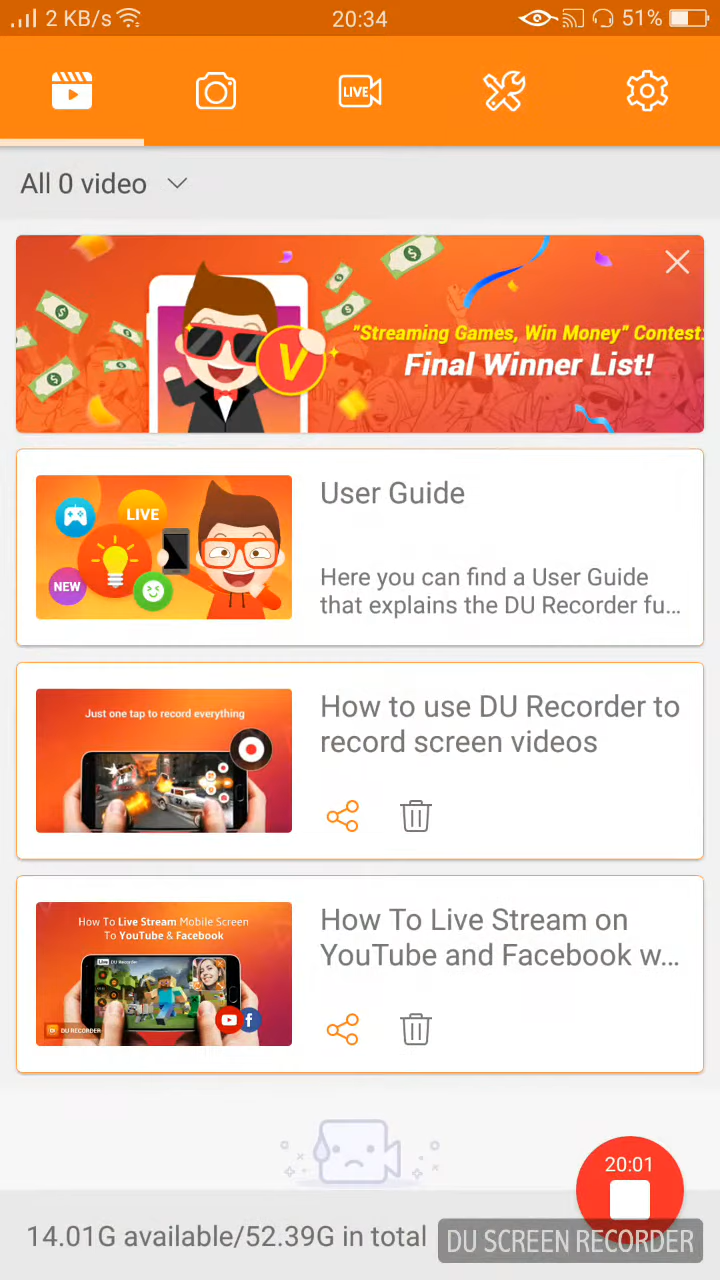 2 KB/s
20:34
51%
LIVE
All 0 video
"Streaming Games, Win Money" Contest:
Final Winner List!
V
LIVE
NEW
User Guide
Here you can find a User Guide
that explains the DU Recorder fu...
Just one tap to record everything
How to use DU Recorder to
record screen videos
How To Live Stream Mobile Screen
To YouTube & Facebook
Live DU Recorder
DU RECORDER
How To Live Stream on
YouTube and Facebook w...
20:01
14.01G available/52.39G in total
DU SCREEN RECORDER